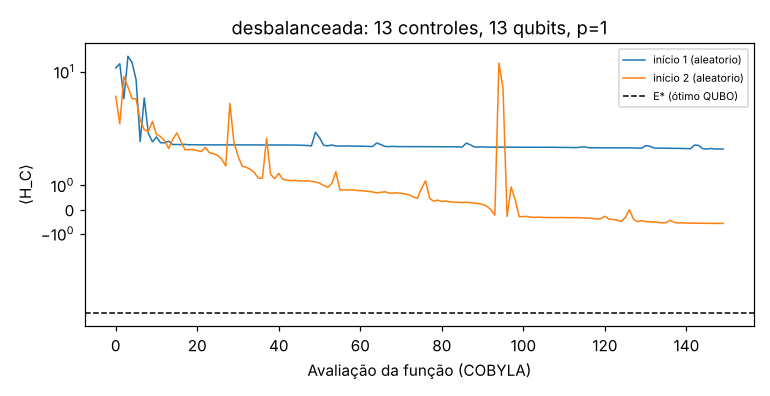 desbalanceada: 13 controles, 13 qubits, p=1
início 1 (aleatorio)
início 2 (aleatorio)
E* (ótimo QUBO)
⟨H_C⟩
10¹
10⁰
0
−10⁰
0 20 40 60 80 100 120 140
Avaliação da função (COBYLA)